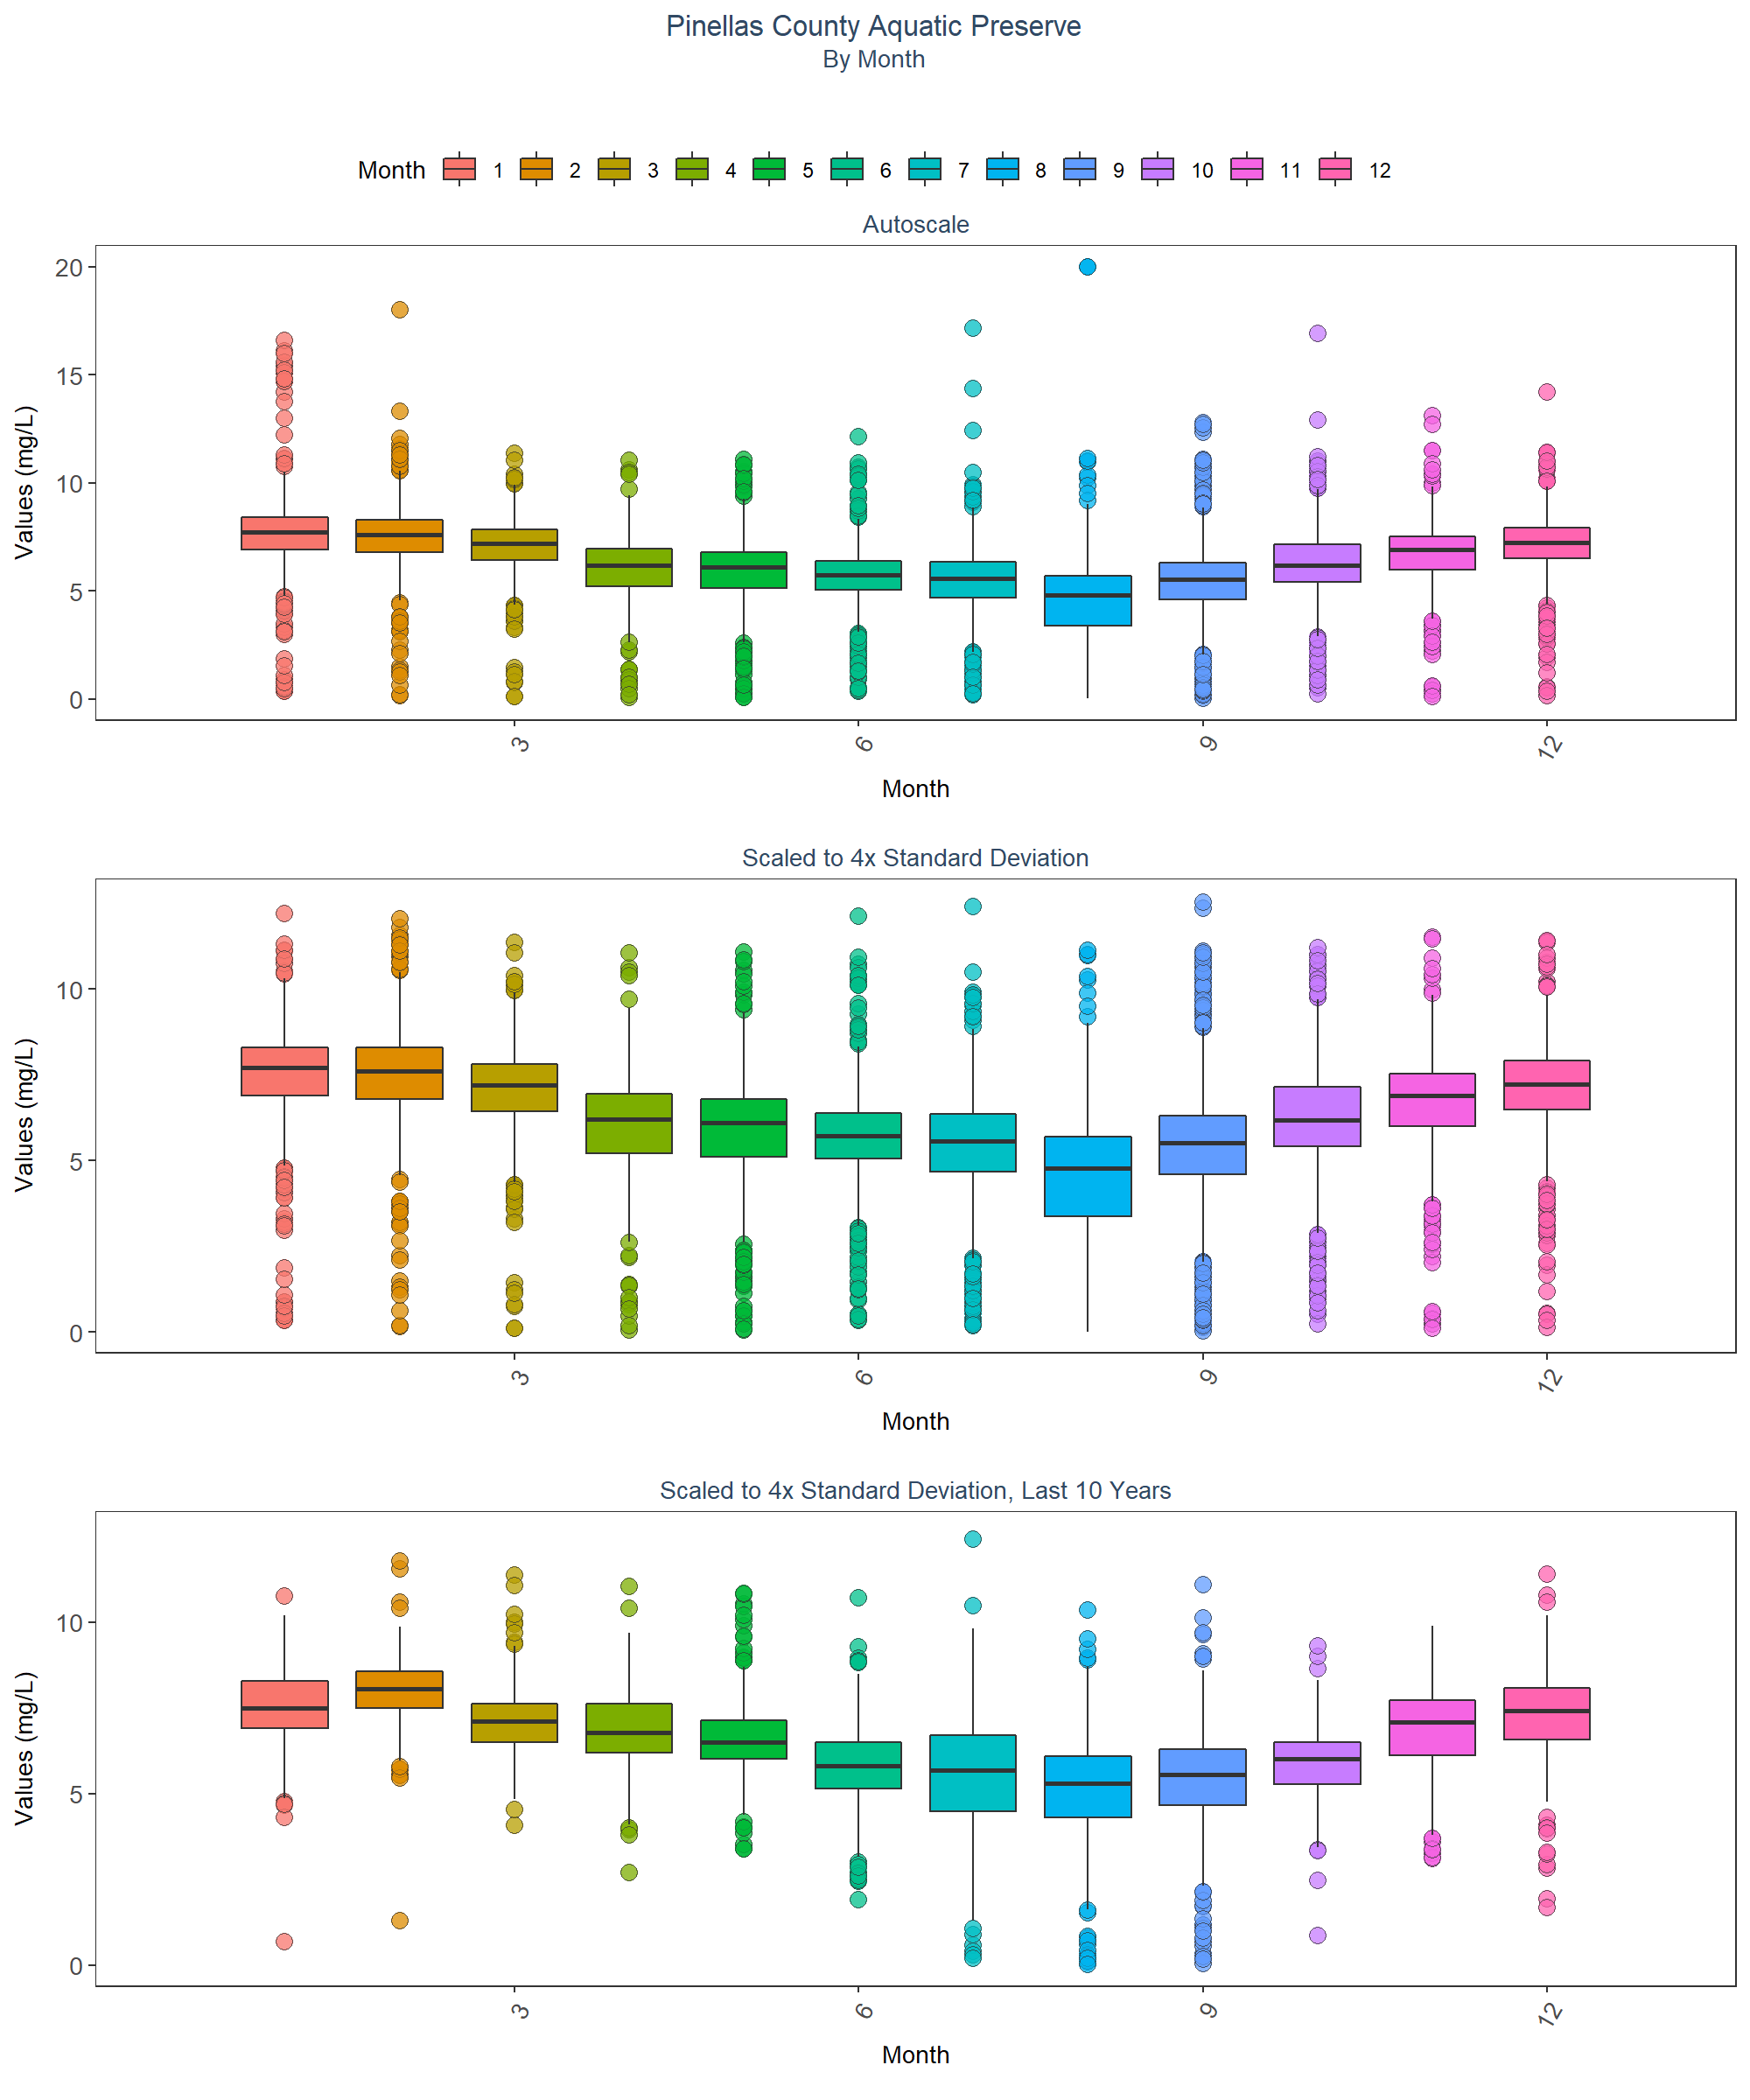 Pinellas County Aquatic Preserve
By Month
Month 1 2 3 4 5 6 7 8 9 10 11 12
Autoscale
Values (mg/L)
20
15
10
5
0
3 6 9 12
Month
Scaled to 4x Standard Deviation
Values (mg/L)
10
5
0
3 6 9 12
Month
Scaled to 4x Standard Deviation, Last 10 Years
Values (mg/L)
10
5
0
3 6 9 12
Month